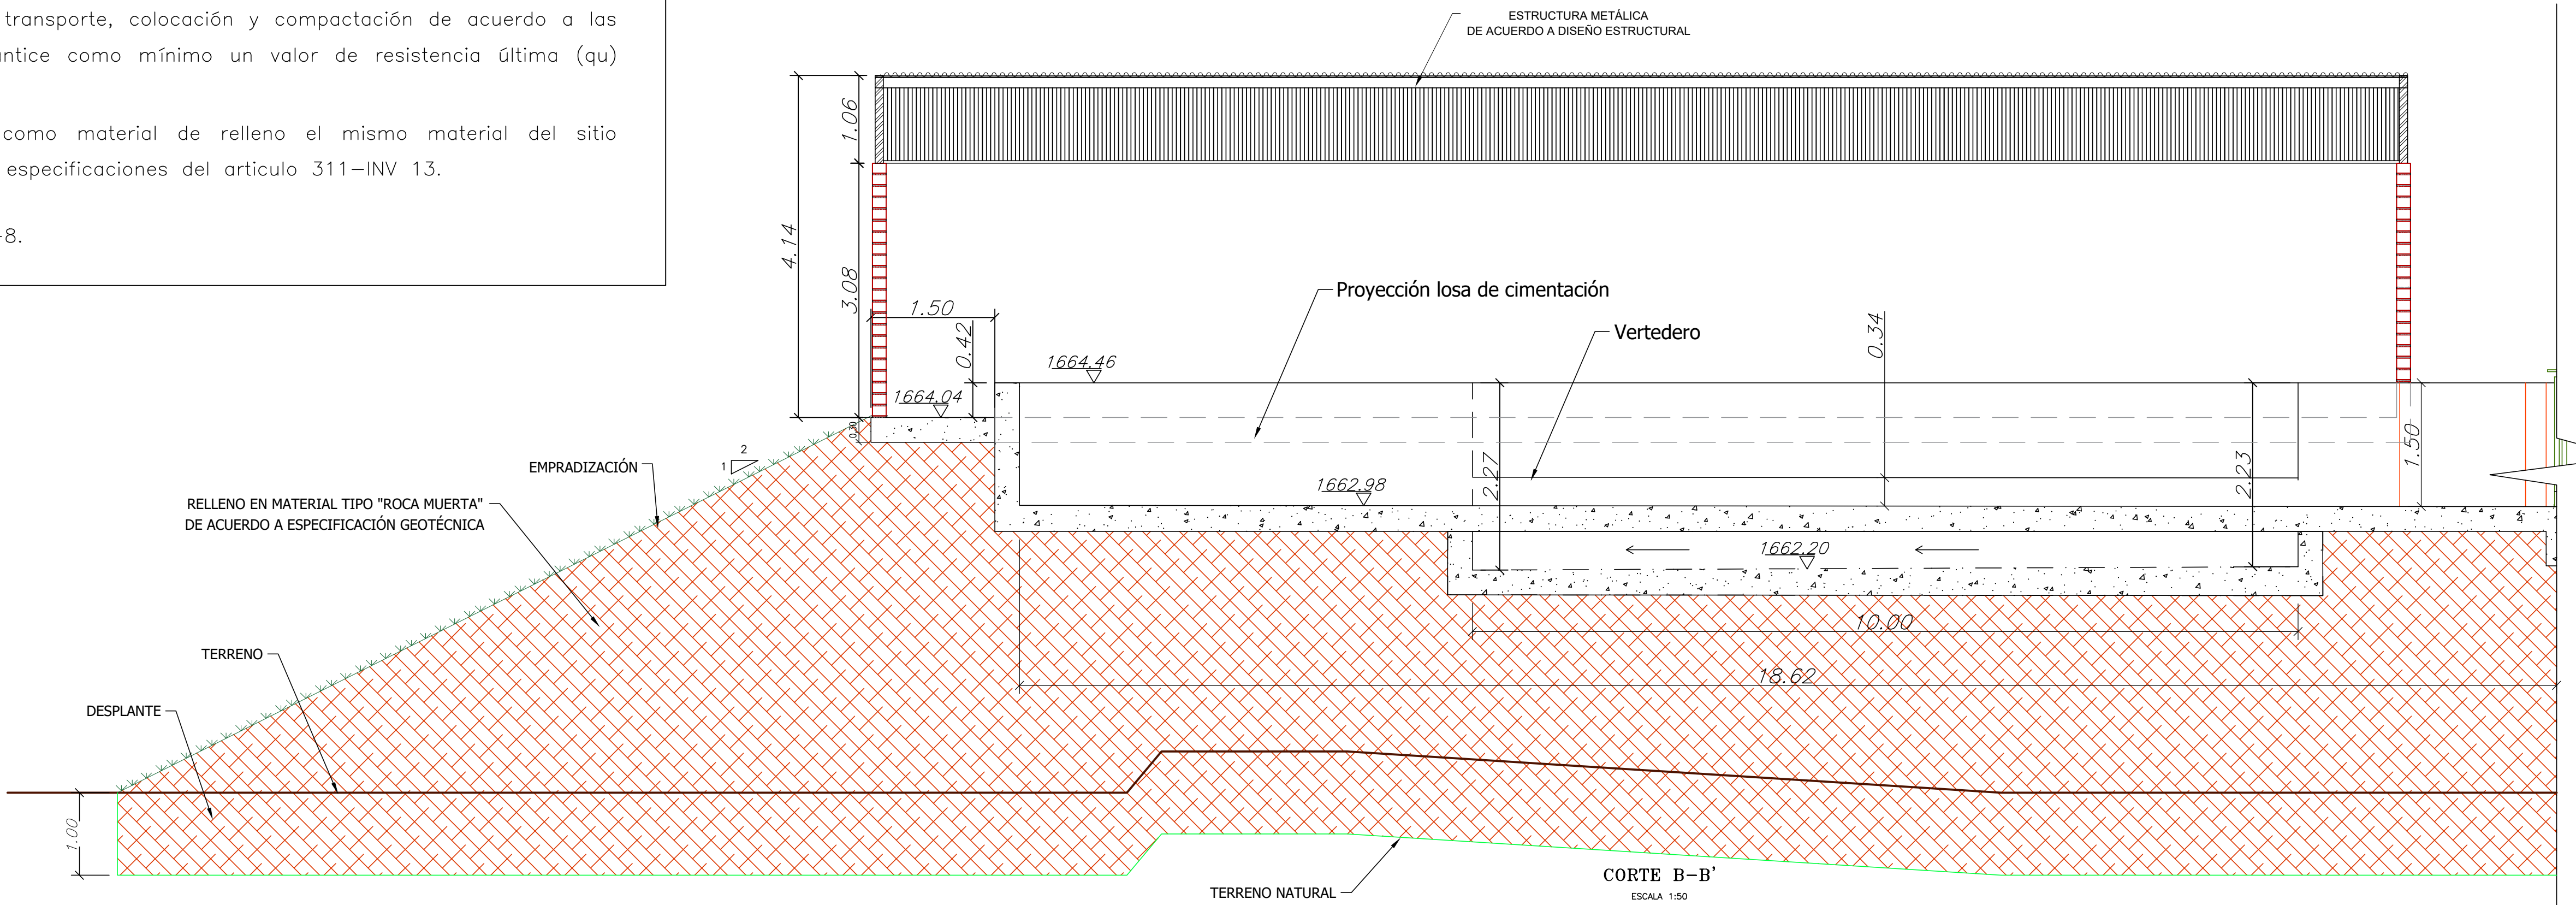 transporte, colocación y compactación de acuerdo a las
antice como mínimo un valor de resistencia última (qu)
como material de relleno el mismo material del sitio
especificaciones del articulo 311-INV 13.
-8.
ESTRUCTURA METÁLICA
DE ACUERDO A DISEÑO ESTRUCTURAL
1.06
4.14
3.08
1.50
0.42
Proyección losa de cimentación
Vertedero
0.34
1664.46
1664.04
0.30
2
1
EMPRADIZACIÓN
RELLENO EN MATERIAL TIPO "ROCA MUERTA"
DE ACUERDO A ESPECIFICACIÓN GEOTÉCNICA
1662.98
2.27
2.23
1.50
1662.20
10.00
18.62
TERRENO
DESPLANTE
1.00
TERRENO NATURAL
CORTE B-B'
ESCALA 1:50